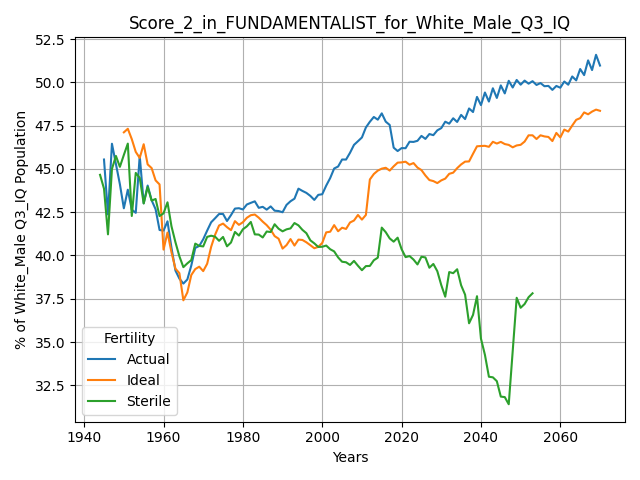 Score_2_in_FUNDAMENTALIST_for_White_Male_Q3_IQ
% of White_Male Q3_IQ Population
52.5
50.0
47.5
45.0
42.5
40.0
37.5
35.0
32.5
Fertility
Actual
Ideal
Sterile
1940 1960 1980 2000 2020 2040 2060
Years